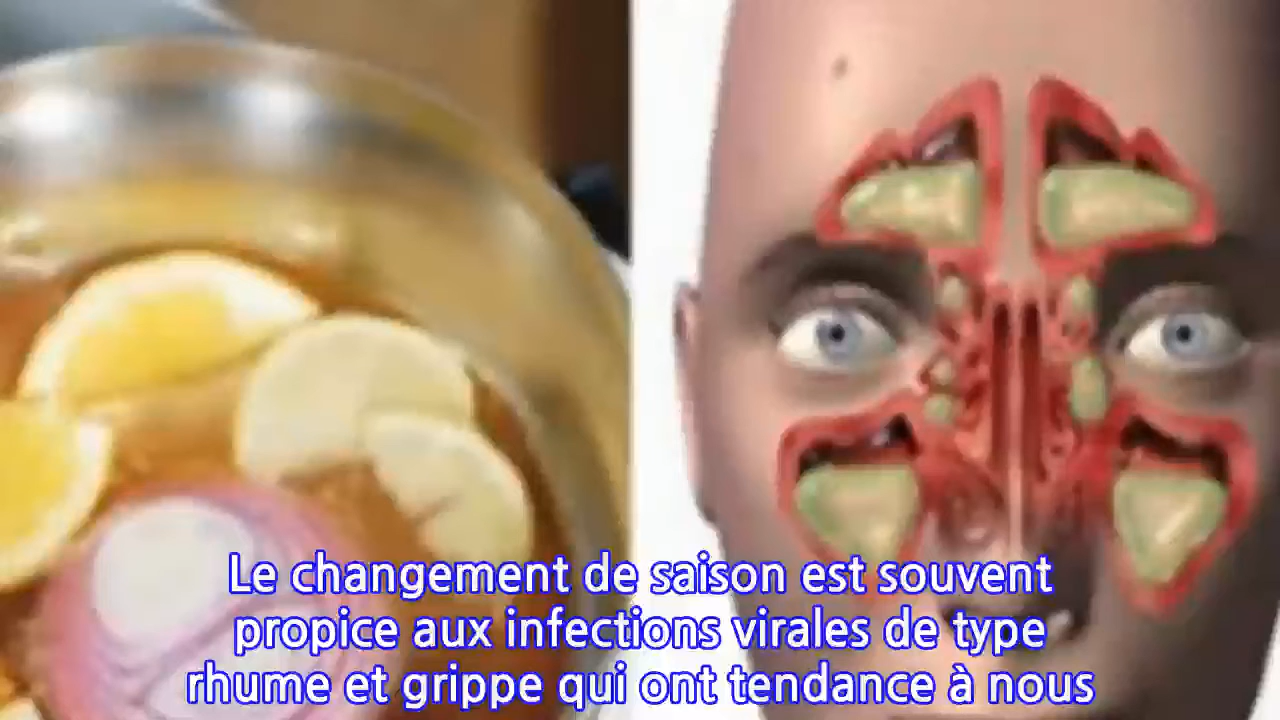 Le changement de saison est souvent
propice aux infections virales de type
rhume et grippe qui ont tendance à nous